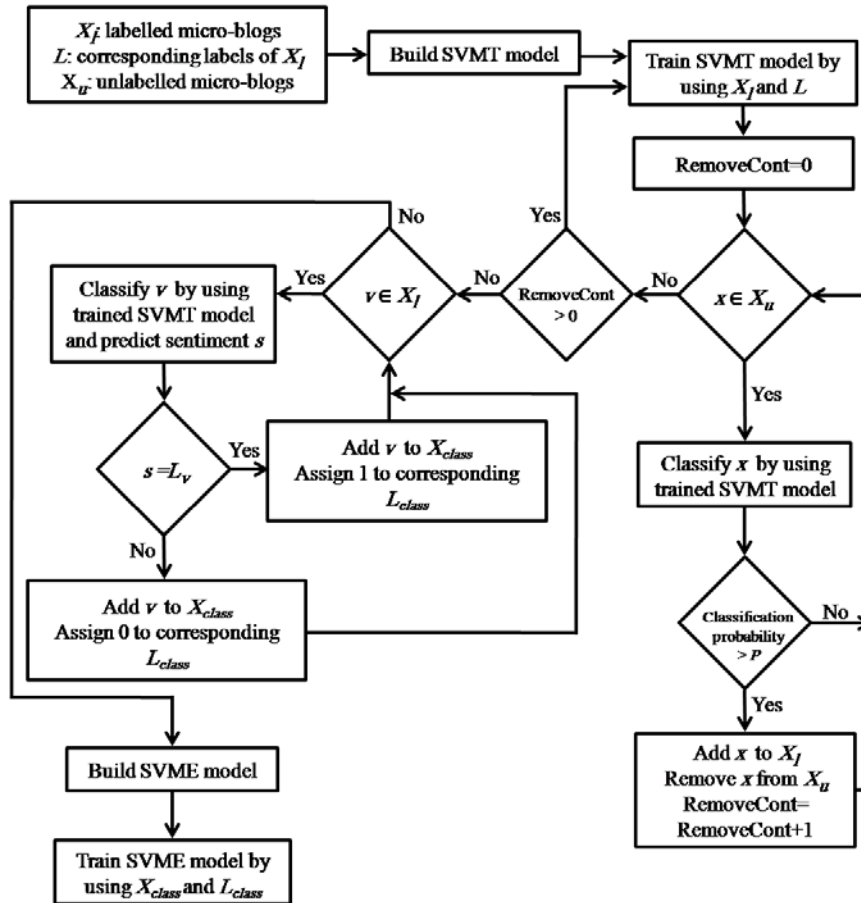 X_l: labelled micro-blogs
L: corresponding labels of X_l
X_u: unlabelled micro-blogs
Build SVMT model
Train SVMT model by
using X_l and L
RemoveCont=0
x ∈ X_u
No
Yes
RemoveCont
> 0
Yes
No
v ∈ X_l
No
Yes
Classify v by using
trained SVMT model
and predict sentiment s
s =L_v
Yes
No
Add v to X_class
Assign 1 to corresponding
L_class
Add v to X_class
Assign 0 to corresponding
L_class
Classify x by using
trained SVMT model
Classification
probability
> P
No
Yes
Add x to X_l
Remove x from X_u
RemoveCont=
RemoveCont+1
Build SVME model
Train SVME model by
using X_class and L_class